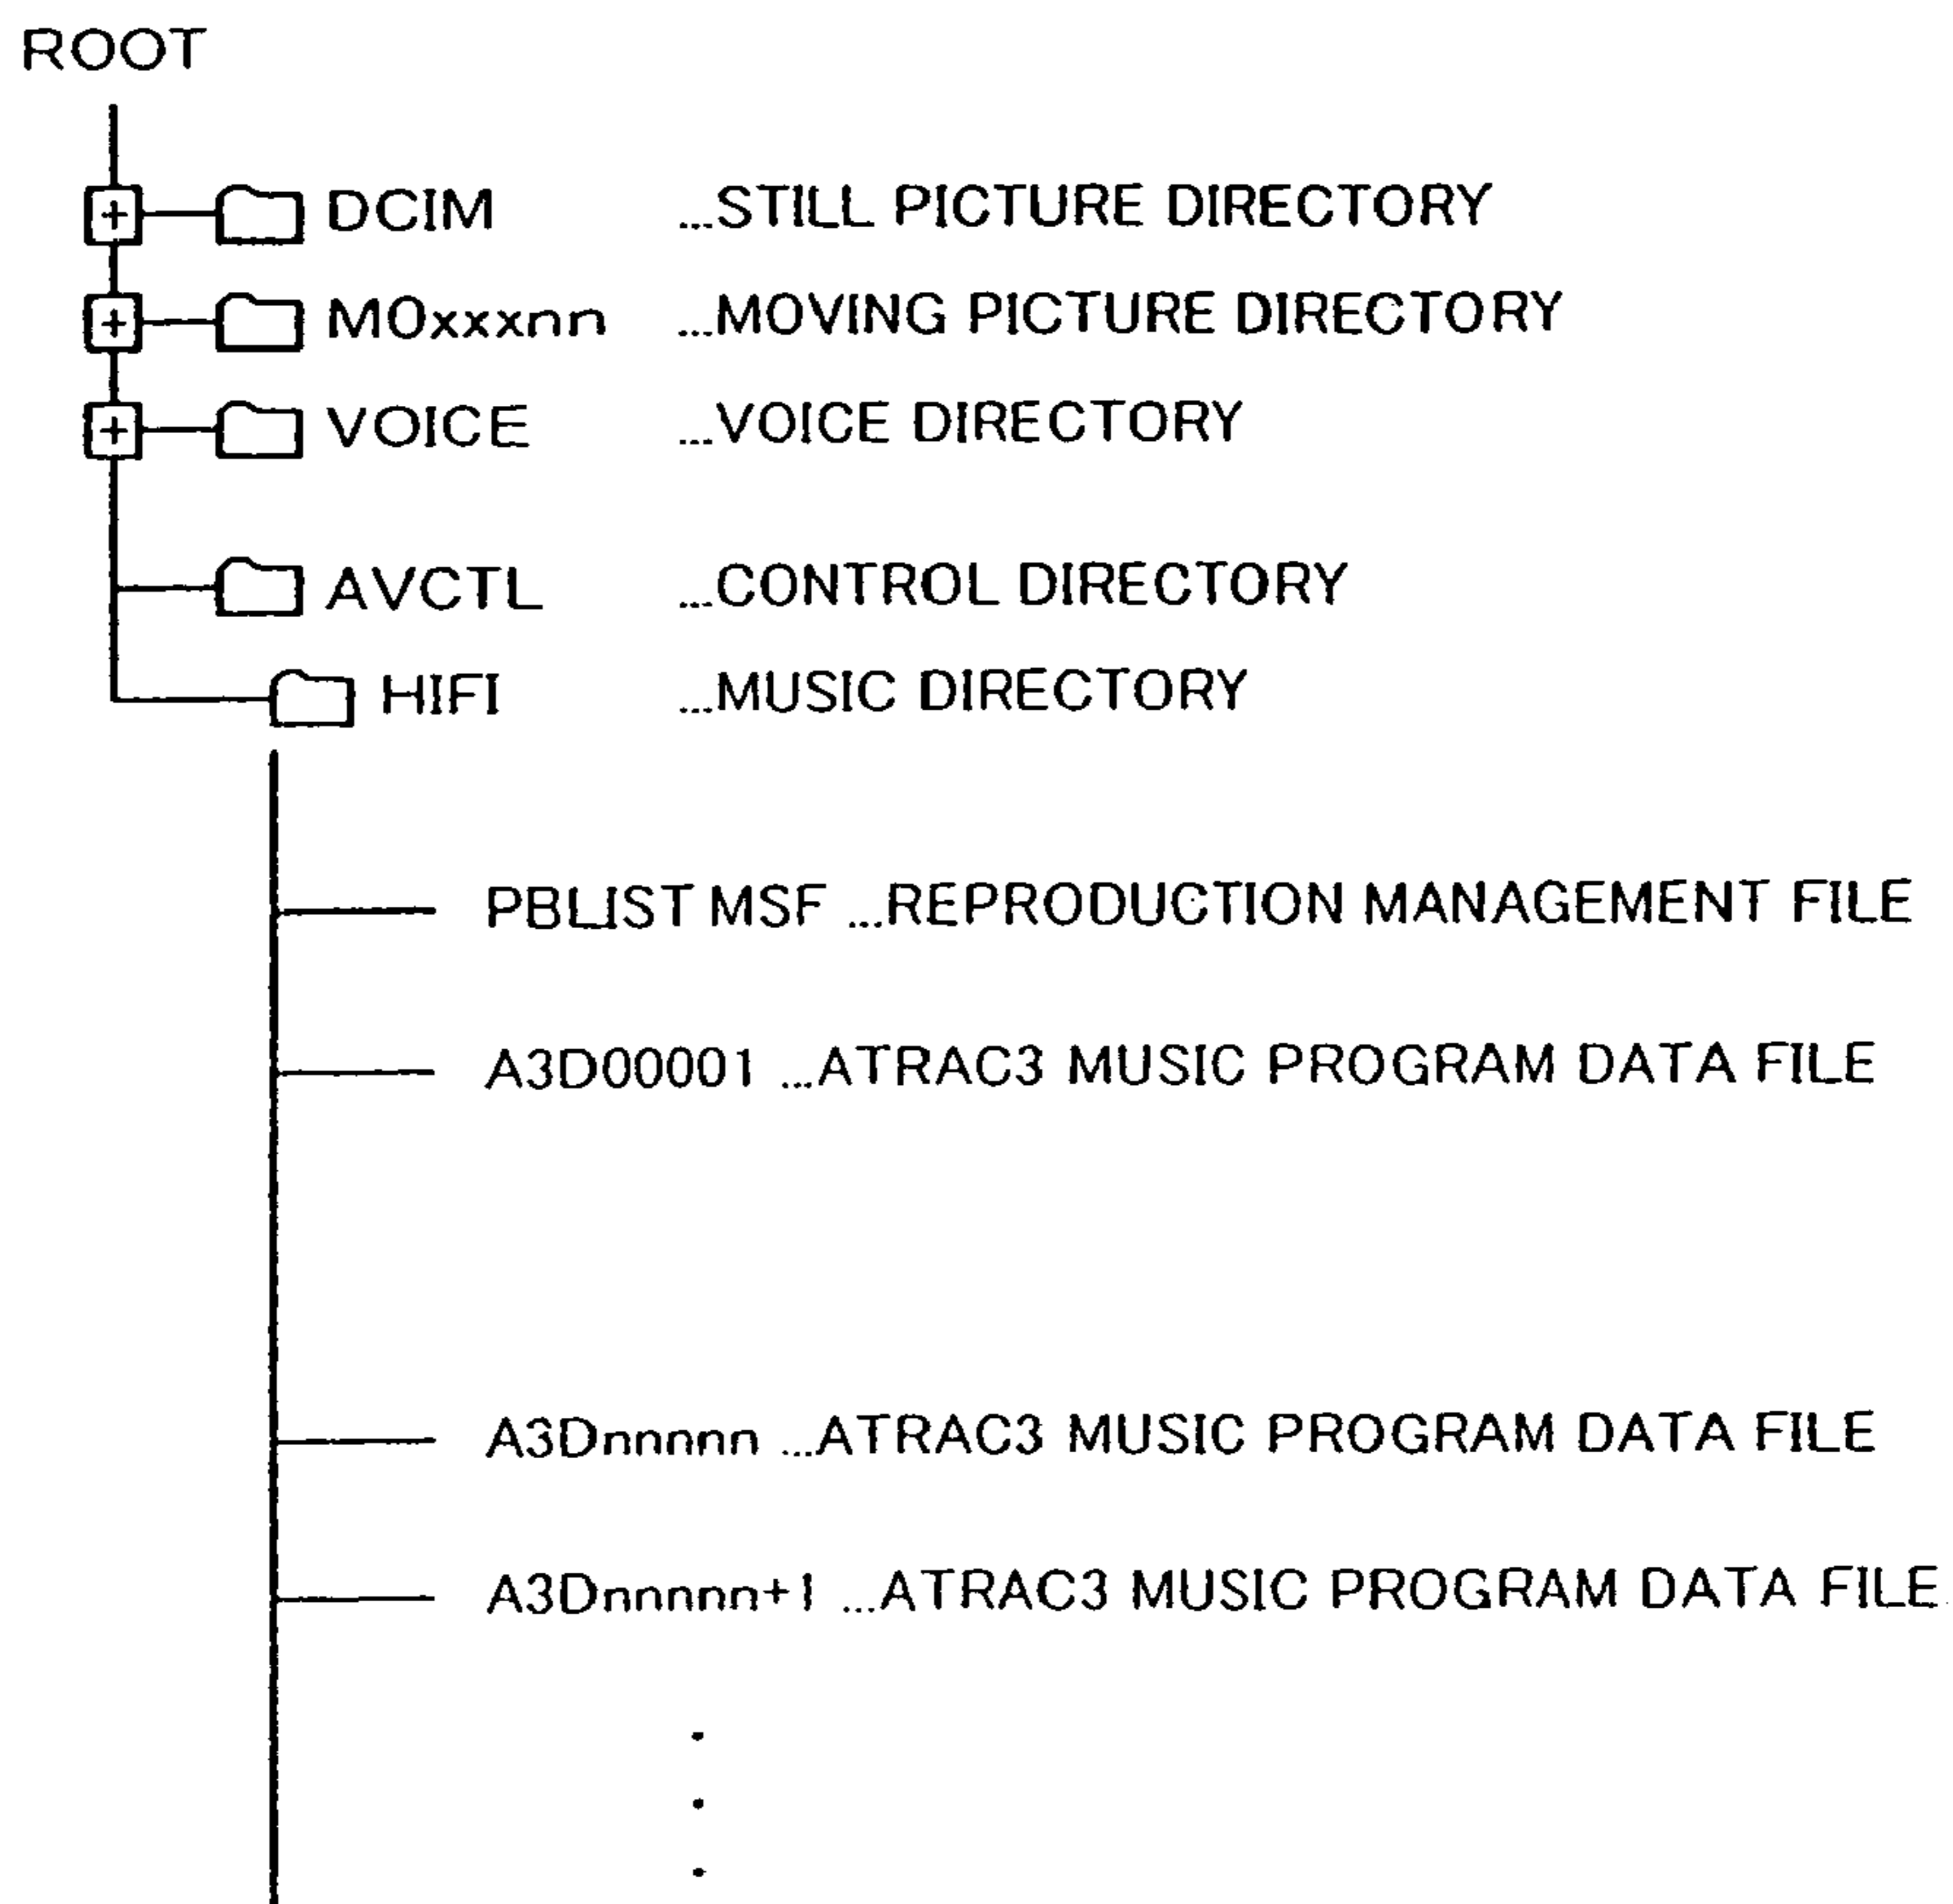 ROOT
DCIM ...STILL PICTURE DIRECTORY
MOxxxnn ...MOVING PICTURE DIRECTORY
VOICE ...VOICE DIRECTORY
AVCTL ...CONTROL DIRECTORY
HIFI ...MUSIC DIRECTORY
PBLIST MSF ...REPRODUCTION MANAGEMENT FILE
A3D00001 ...ATRAC3 MUSIC PROGRAM DATA FILE
A3Dnnnnn ...ATRAC3 MUSIC PROGRAM DATA FILE
A3Dnnnnn+1 ...ATRAC3 MUSIC PROGRAM DATA FILE